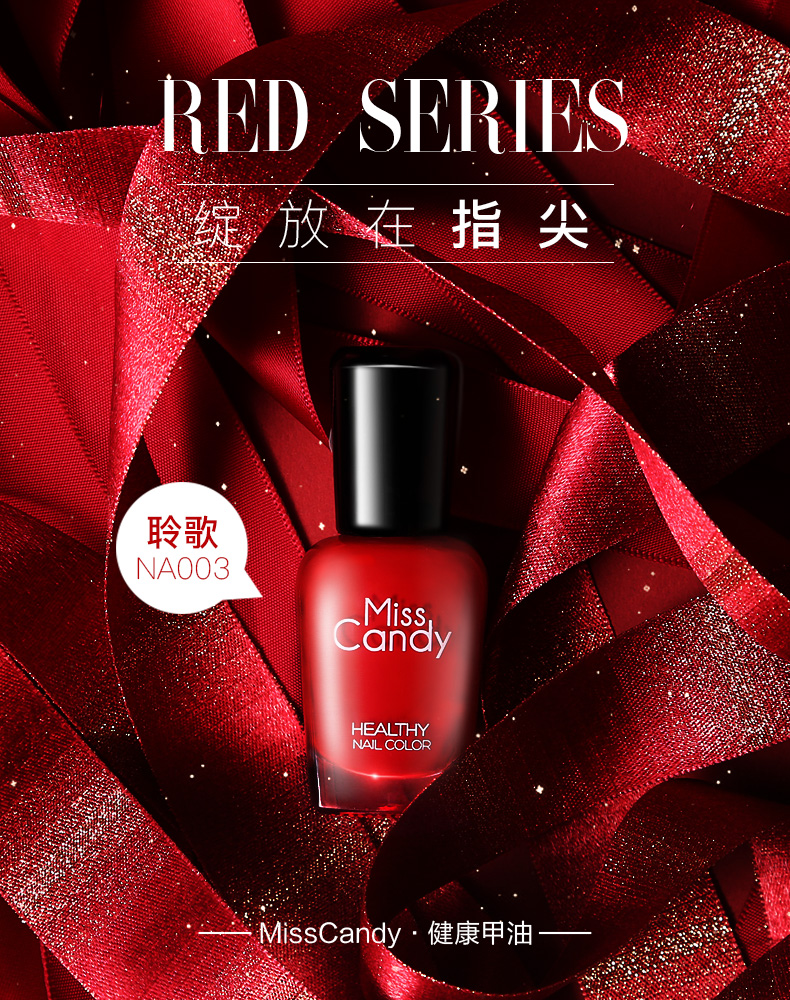 RED SERIES
绽放在指尖
聆歌
NA003
Miss
Candy
HEALTHY
NAIL COLOR
MissCandy · 健康甲油